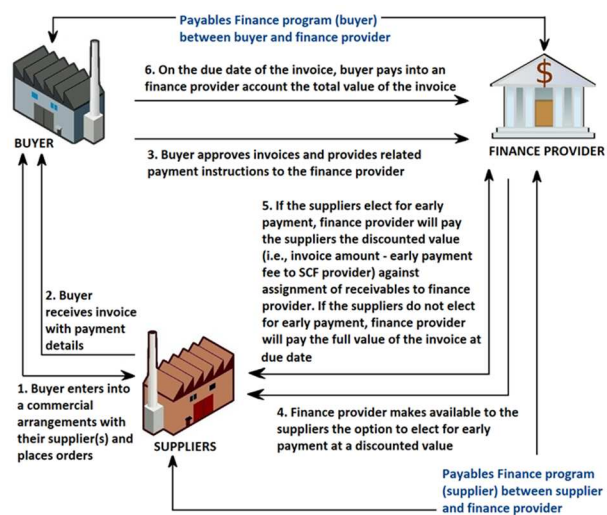 Payables Finance program (buyer)
between buyer and finance provider
6. On the due date of the invoice, buyer pays into an
finance provider account the total value of the invoice
$
BUYER
FINANCE PROVIDER
3. Buyer approves invoices and provides related
payment instructions to the finance provider
5. If the suppliers elect for early
payment, finance provider will pay
the suppliers the discounted value
(i.e., invoice amount - early payment
fee to SCF provider) against
assignment of receivables to finance
provider. If the suppliers do not elect
for early payment, finance provider
will pay the full value of the invoice at
due date
2. Buyer
receives invoice
with payment
details
1. Buyer enters into
a commercial
arrangements with
their supplier(s) and
places orders
SUPPLIERS
4. Finance provider makes available to the
suppliers the option to elect for early
payment at a discounted value
Payables Finance program
(supplier) between supplier
and finance provider